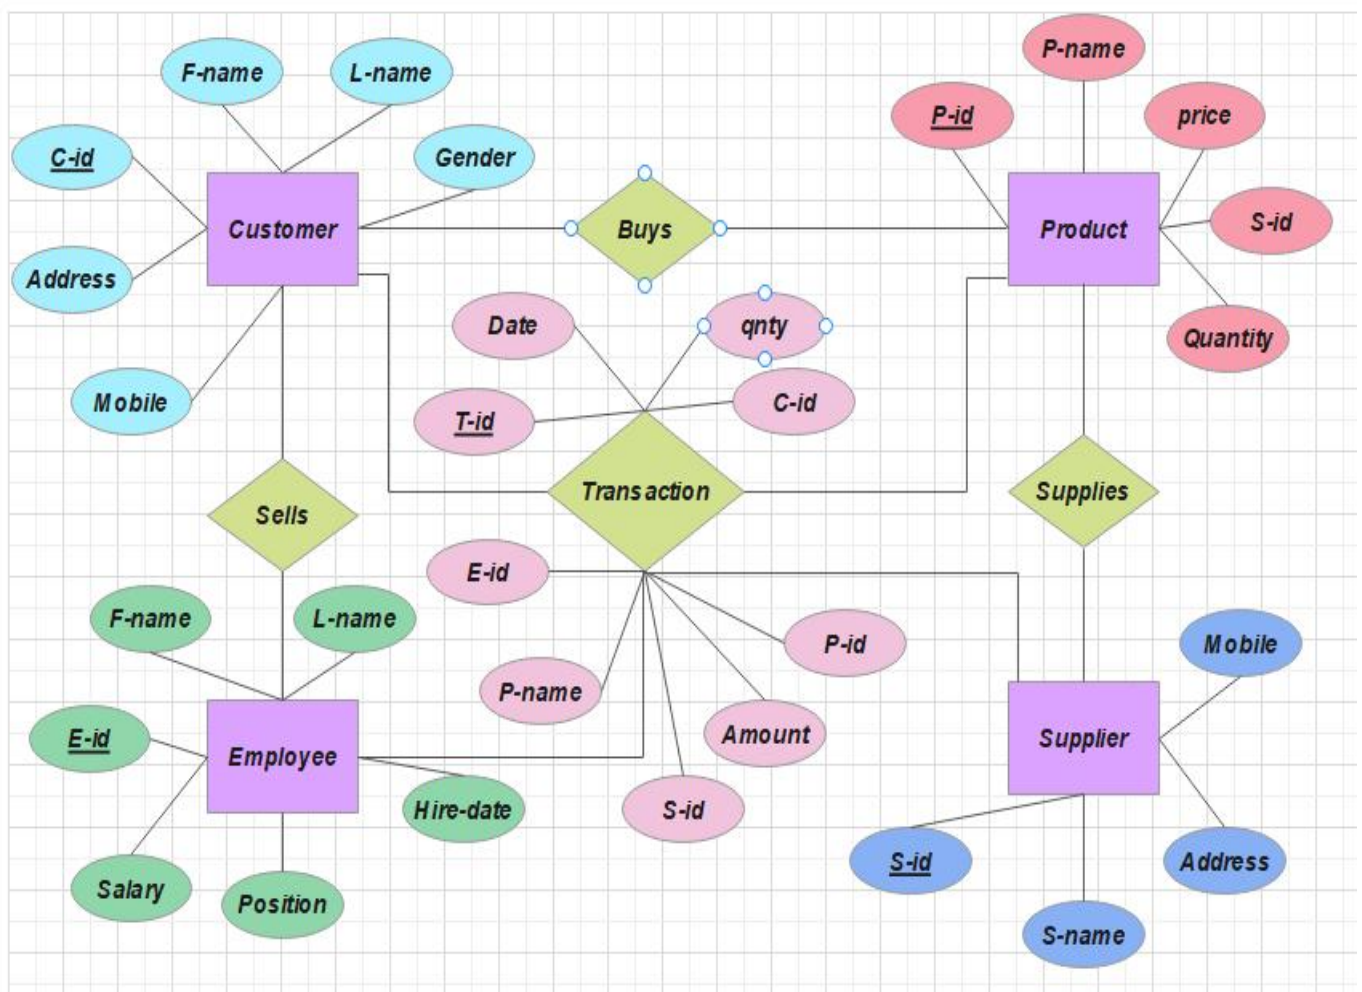 P-name
F-name
L-name
P-id
price
C-id
Gender
S-id
Customer
Buys
Product
Address
Date
qnty
Quantity
Mobile
T-id
C-id
Transaction
Supplies
Sells
E-id
F-name
L-name
P-id
Mobile
P-name
E-id
Amount
Supplier
Employee
Hire-date
S-id
S-id
Address
Salary
Position
S-name